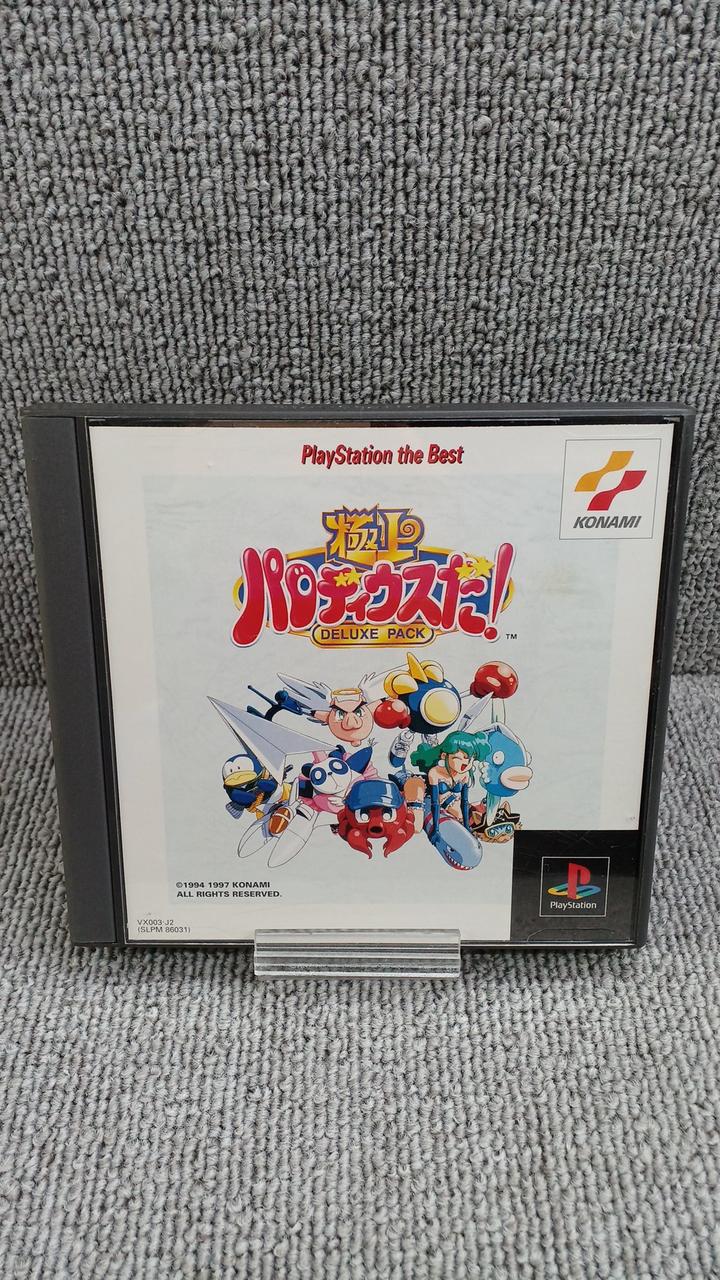 PlayStation the Best
KONAMI
極上
パロディウスだ!
DELUXE PACK
TM
©1994 1997 KONAMI
ALL RIGHTS RESERVED.
VX003-J2
(SLPM 86031)
PlayStation